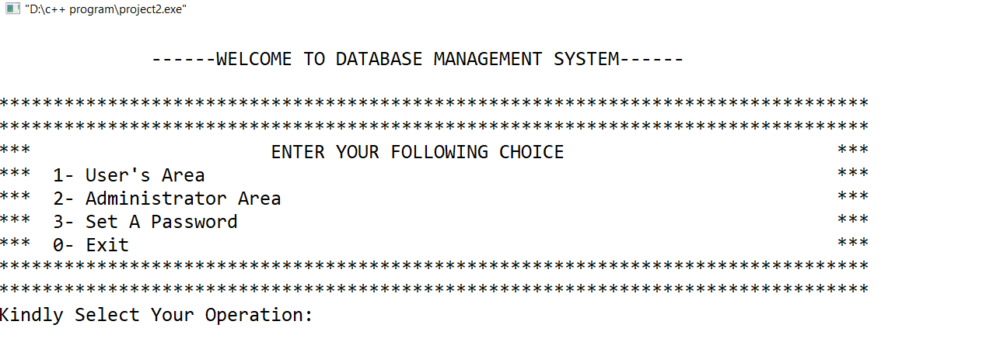 "D:\c++ program\project2.exe"
------WELCOME TO DATABASE MANAGEMENT SYSTEM------
********************************************************************************
********************************************************************************
***                      ENTER YOUR FOLLOWING CHOICE                         ***
***  1- User's Area                                                          ***
***  2- Administrator Area                                                   ***
***  3- Set A Password                                                       ***
***  0- Exit                                                                 ***
********************************************************************************
********************************************************************************
Kindly Select Your Operation: